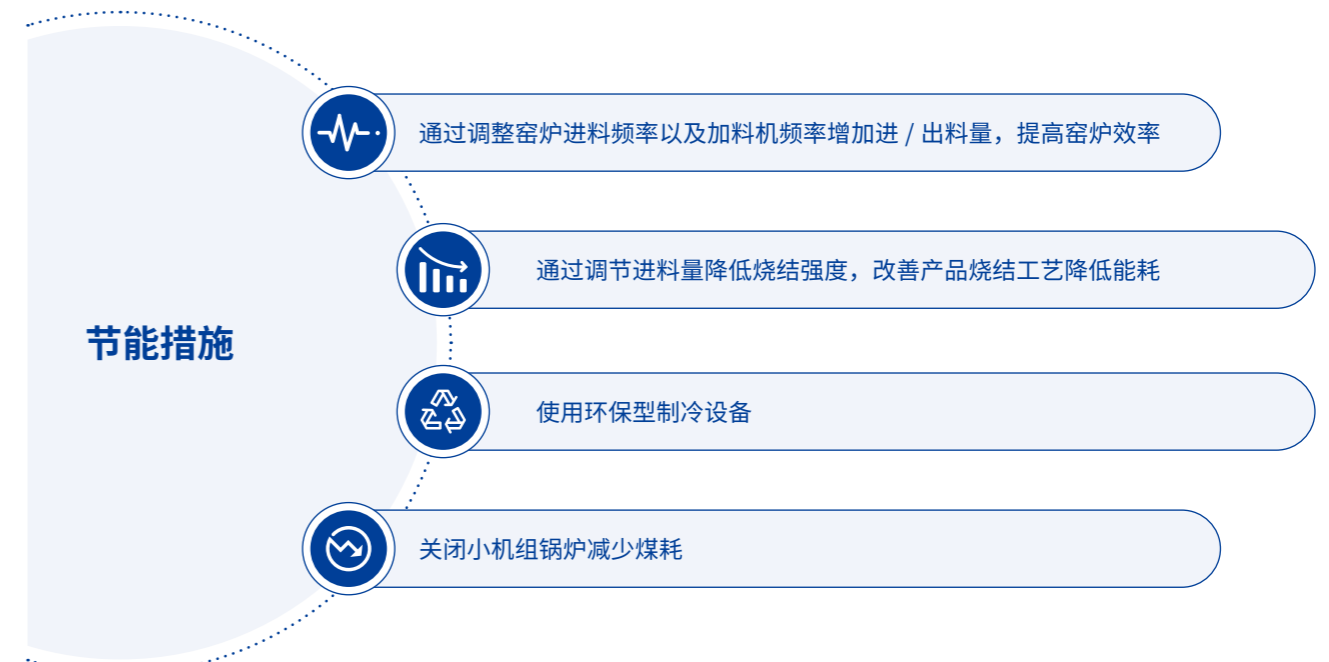 通过调整窑炉进料频率以及加料机频率增加进 / 出料量，提高窑炉效率
通过调节进料量降低烧结强度，改善产品烧结工艺降低能耗
节能措施
使用环保型制冷设备
关闭小机组锅炉减少煤耗